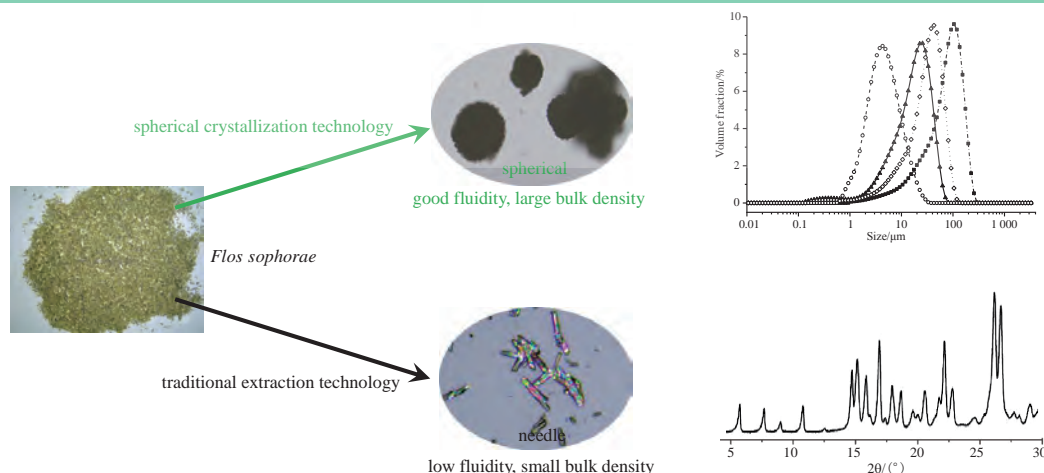 spherical crystallization technology
spherical
good fluidity, large bulk density
Flos sophorae
traditional extraction technology
needle
low fluidity, small bulk density
10
8
6
4
2
0
Volume fraction/%
0.01 0.1 1 10 100 1 000
Size/μm
5 10 15 20 25 30
2θ/(°)